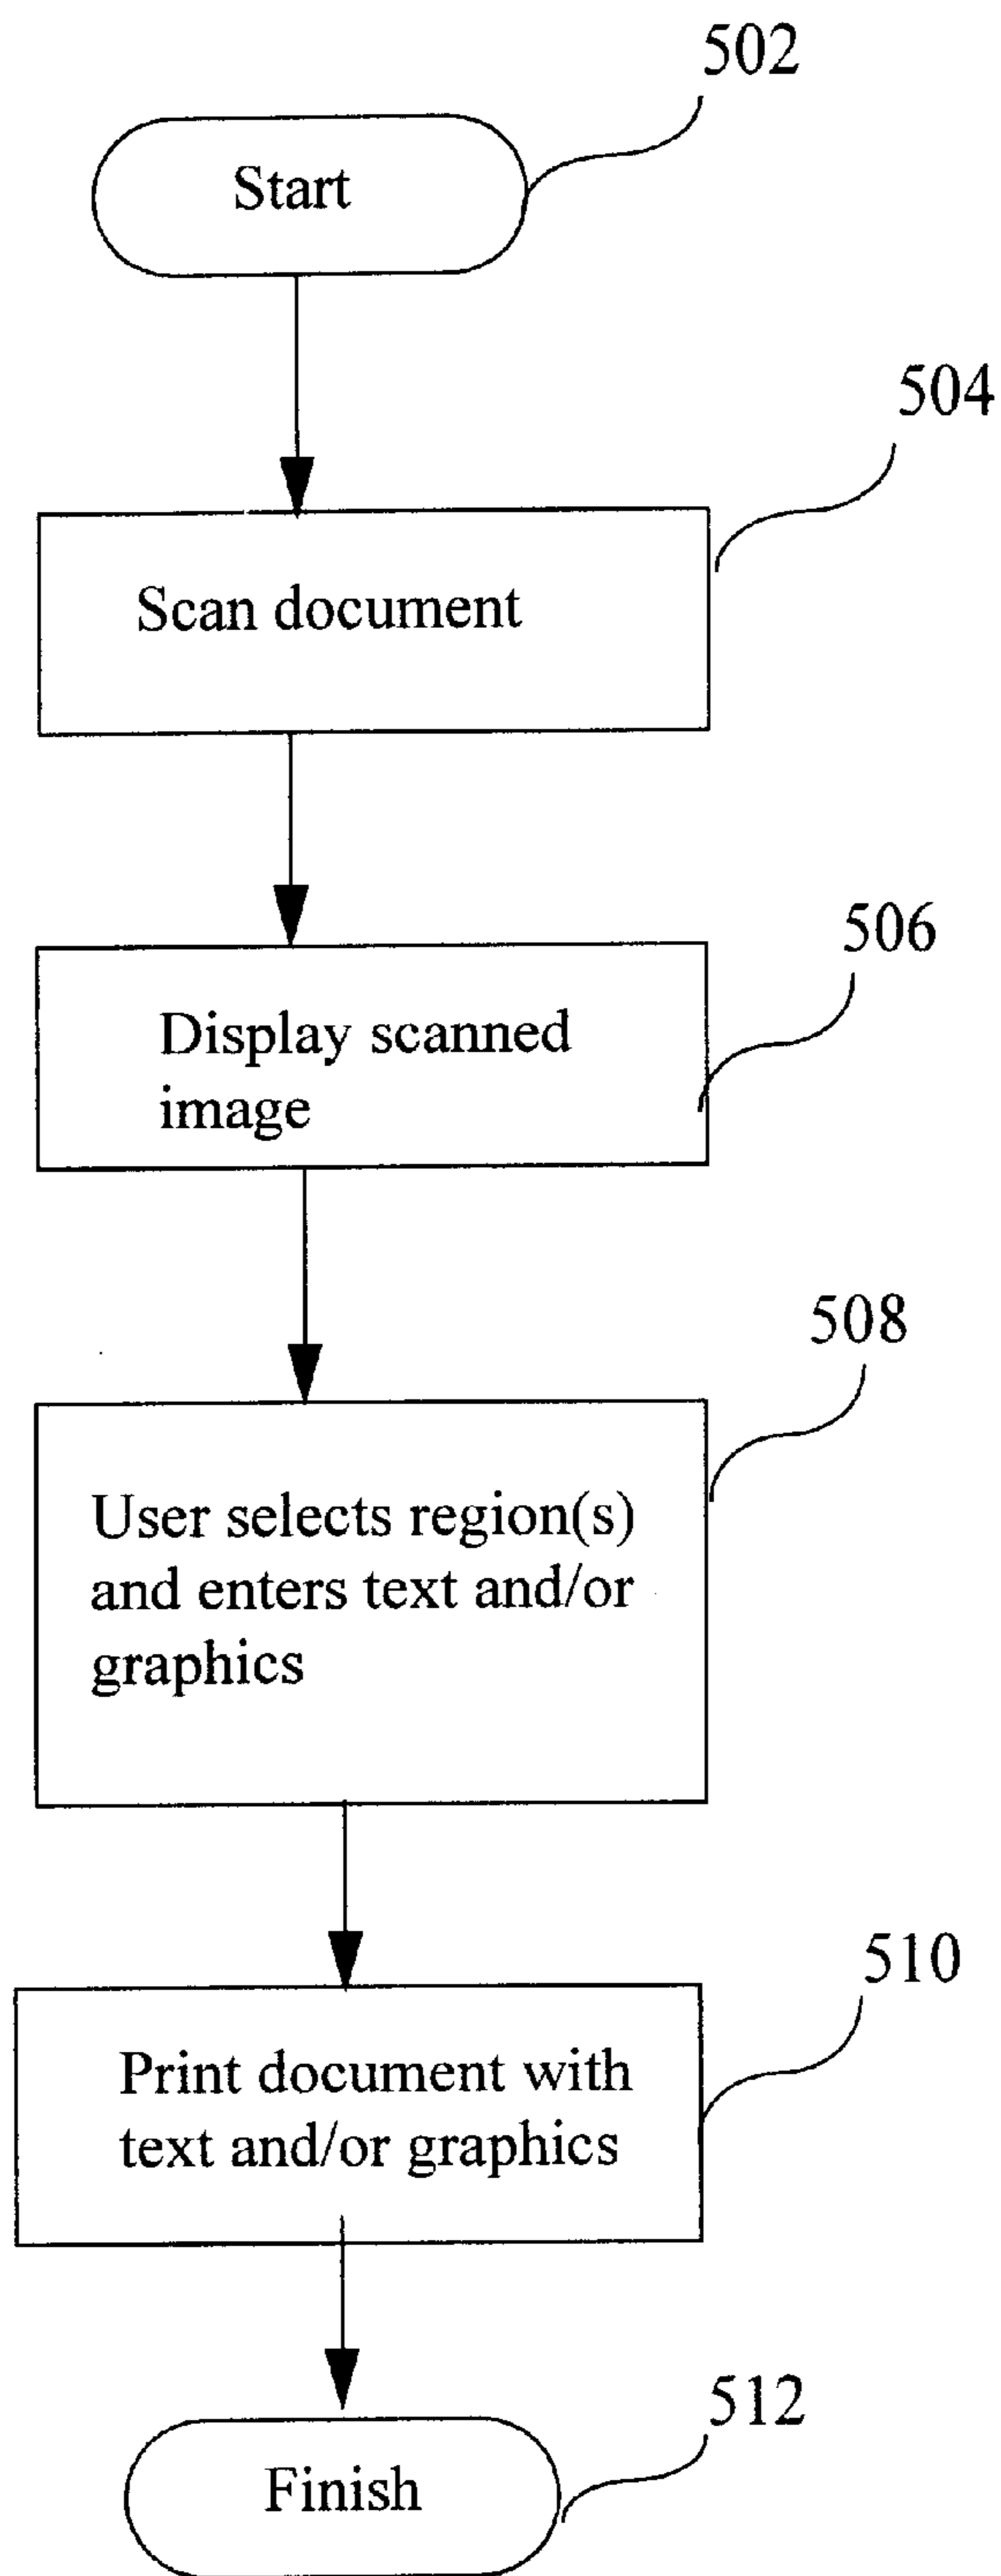 502
Start
504
Scan document
506
Display scanned
image
508
User selects region(s)
and enters text and/or
graphics
510
Print document with
text and/or graphics
512
Finish